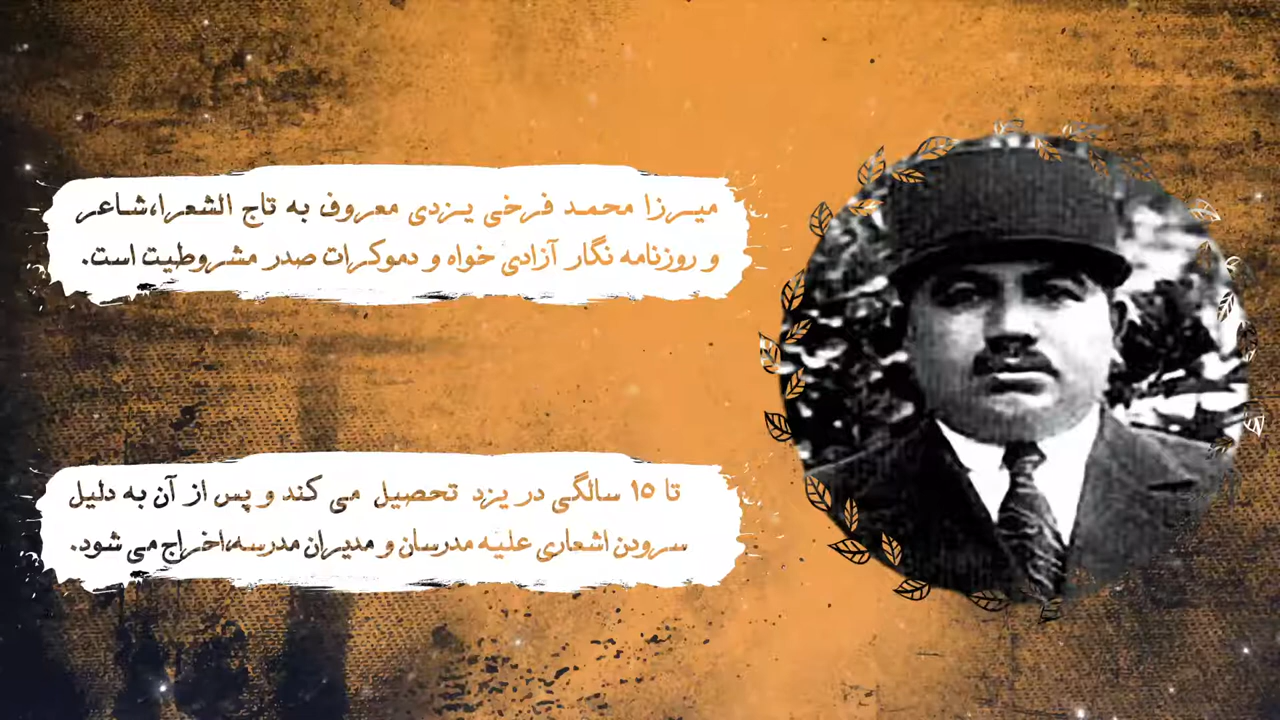 میرزا محمد فرخی یزدی معروف به تاج الشعرا،شاعر
و روزنامه نگار آزادی خواه و دموکرات صدر مشروطیت است.
تا ۱۵ سالگی در یزد تحصیل می کند و پس از آن به دلیل
سرودن اشعاری علیه مدرسان و مدیران مدرسه،اخراج می شود.